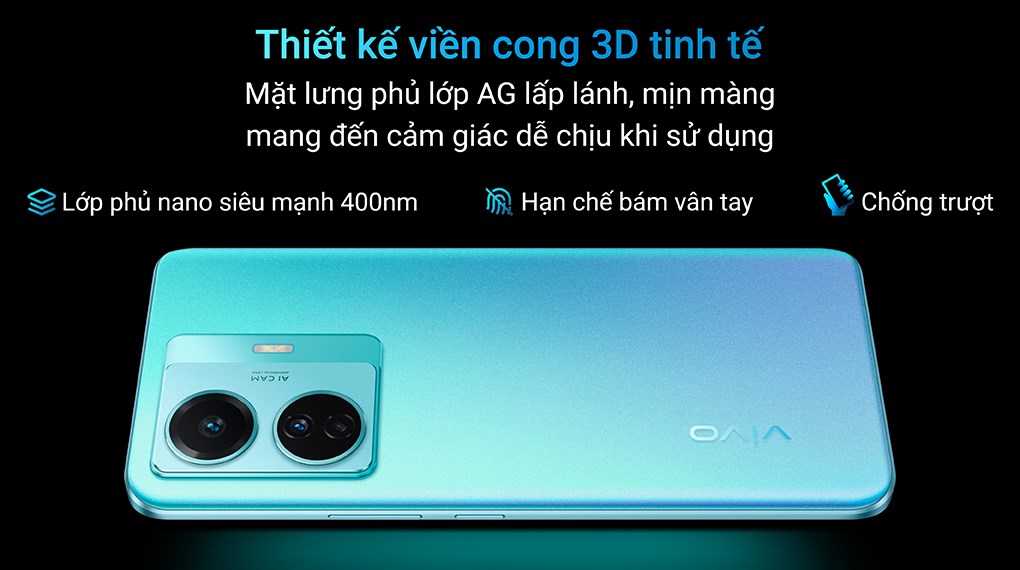 Thiết kế viền cong 3D tinh tế
Mặt lưng phủ lớp AG lấp lánh, mịn màng
mang đến cảm giác dễ chịu khi sử dụng
Lớp phủ nano siêu mạnh 400nm
Hạn chế bám vân tay
Chống trượt
AI CAM
vivo